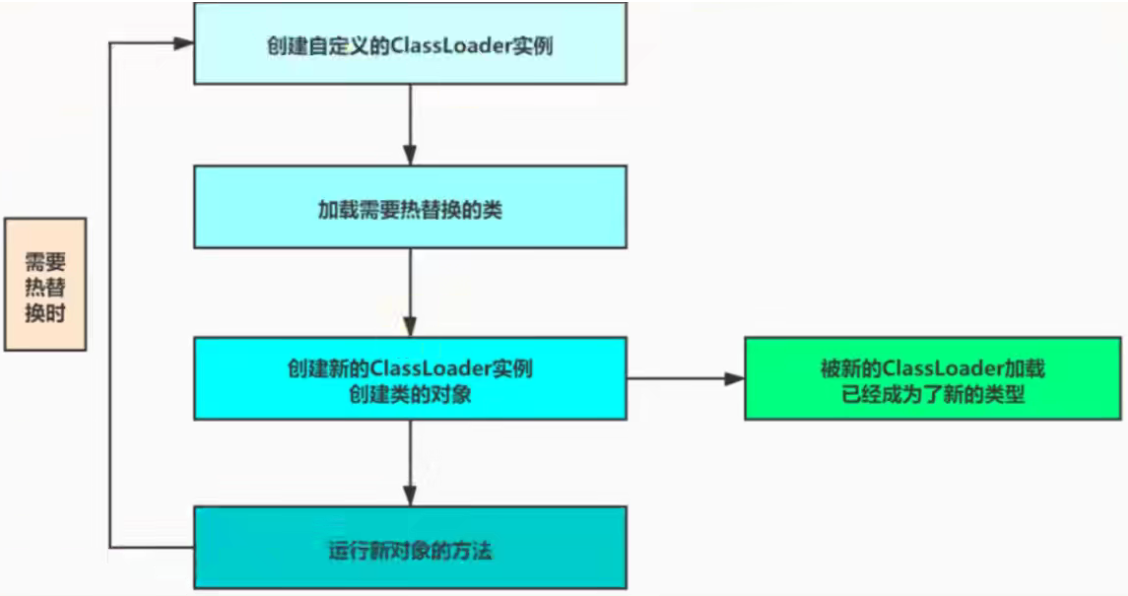 创建自定义的ClassLoader实例
加载需要热替换的类
需要
热替
换时
创建新的ClassLoader实例
创建类的对象
被新的ClassLoader加载
已经成为了新的类型
运行新对象的方法